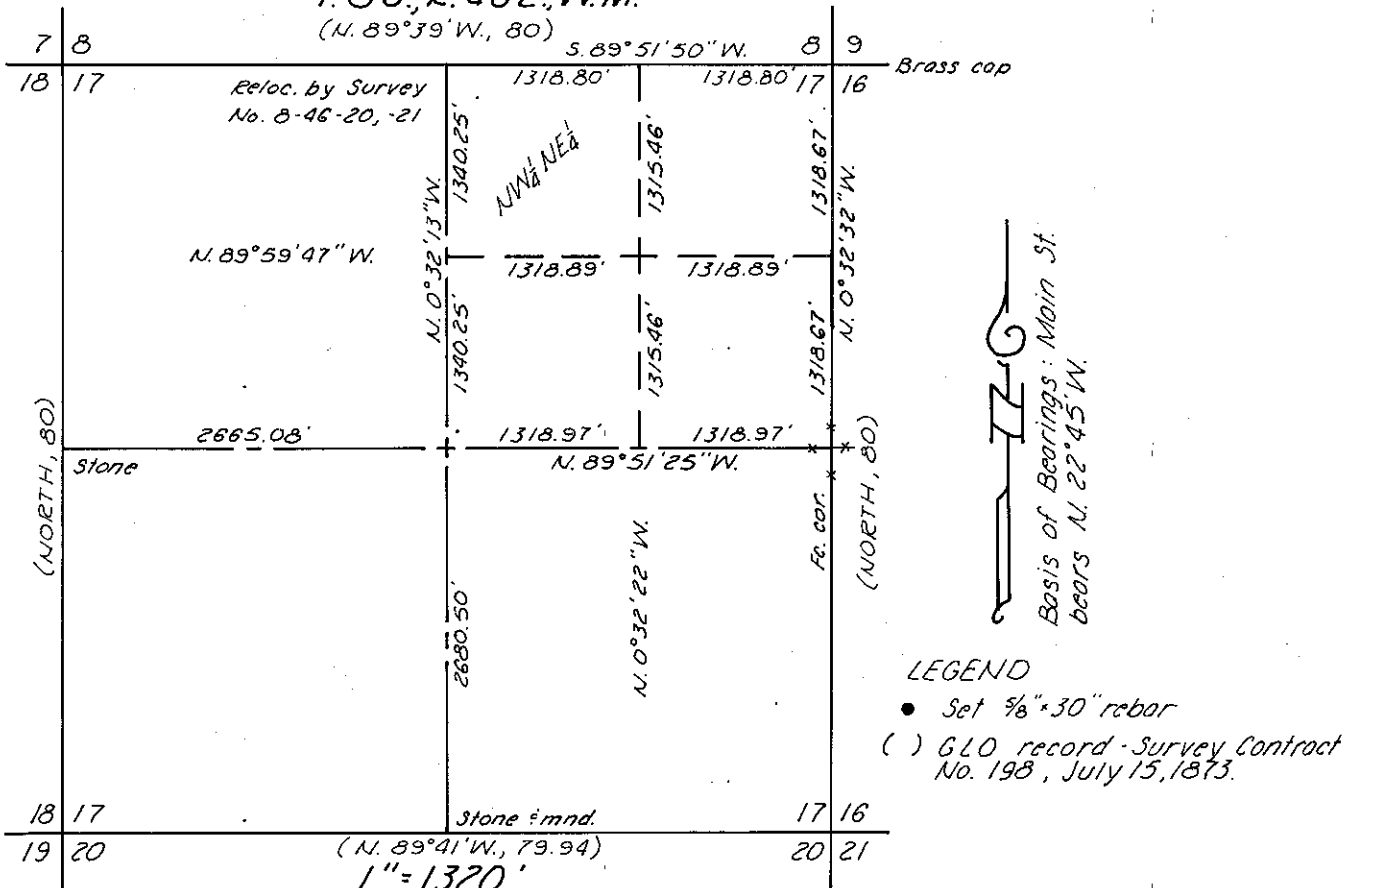 (N. 89°39'W., 80)
S. 89°51'50"W.
7 8
8 9
Brass cap
18 17
17 16
1318.80'
1318.80'
Reloc. by Survey
No. 8-46-20, -21
1340.25'
NW¼NE¼
1315.46'
1318.67'
N. 0°32'13"W.
N. 0°32'32"W.
N. 89°59'47"W.
1318.89'
1318.89'
1340.25'
1315.46'
1318.67'
Basis of Bearings: Main St.
bears N. 22°45'W.
N
(NORTH, 80)
2665.08'
1318.97'
1318.97'
Stone
N. 89°51'25"W.
(NORTH, 80)
Fc. cor.
2680.50'
N. 0°32'22"W.
LEGEND
● Set 5/8"x30" rebar
( ) GLO record - Survey Contract
No. 198, July 15, 1873.
18 17
Stone & mnd.
17 16
19 20
(N. 89°41'W., 79.94)
20 21
1"=1320'